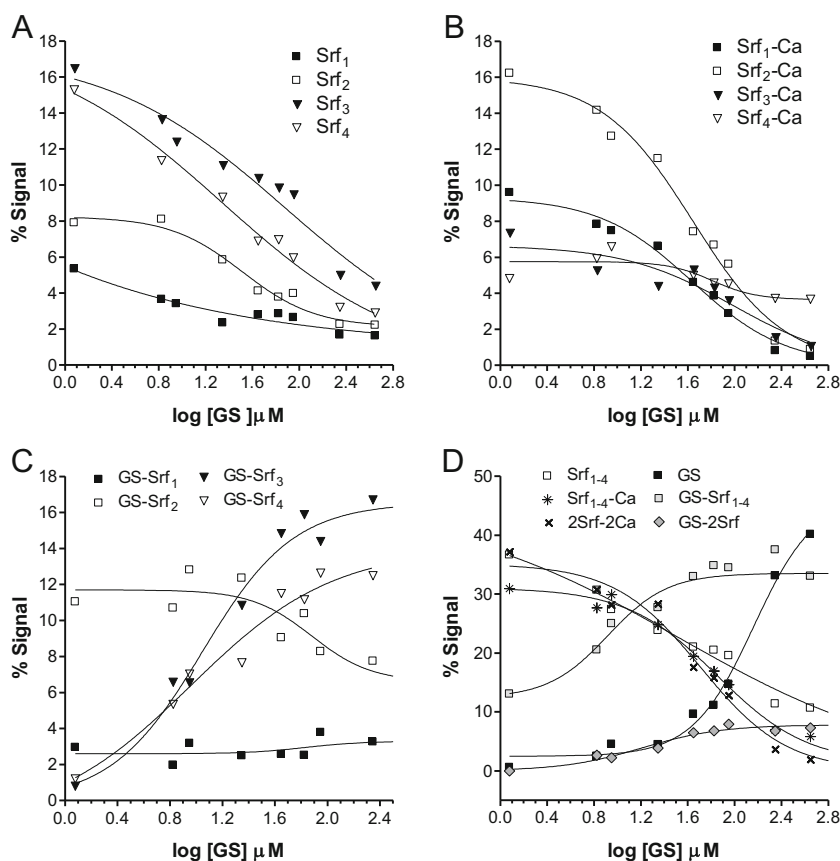 A
Srf₁
Srf₂
Srf₃
Srf₄
% Signal
18
16
14
12
10
8
6
4
2
0
0.0 0.4 0.8 1.2 1.6 2.0 2.4 2.8
log [GS ]μM
B
Srf₁-Ca
Srf₂-Ca
Srf₃-Ca
Srf₄-Ca
% Signal
18
16
14
12
10
8
6
4
2
0
0.0 0.4 0.8 1.2 1.6 2.0 2.4 2.8
log [GS] μM
C
GS-Srf₁ GS-Srf₃
GS-Srf₂ GS-Srf₄
% Signal
18
16
14
12
10
8
6
4
2
0
0.0 0.4 0.8 1.2 1.6 2.0 2.4
log [GS] μM
D
Srf₁₋₄ GS
Srf₁₋₄-Ca GS-Srf₁₋₄
2Srf-2Ca GS-2Srf
% Signal
50
40
30
20
10
0
0.0 0.4 0.8 1.2 1.6 2.0 2.4 2.8
log [GS] μM